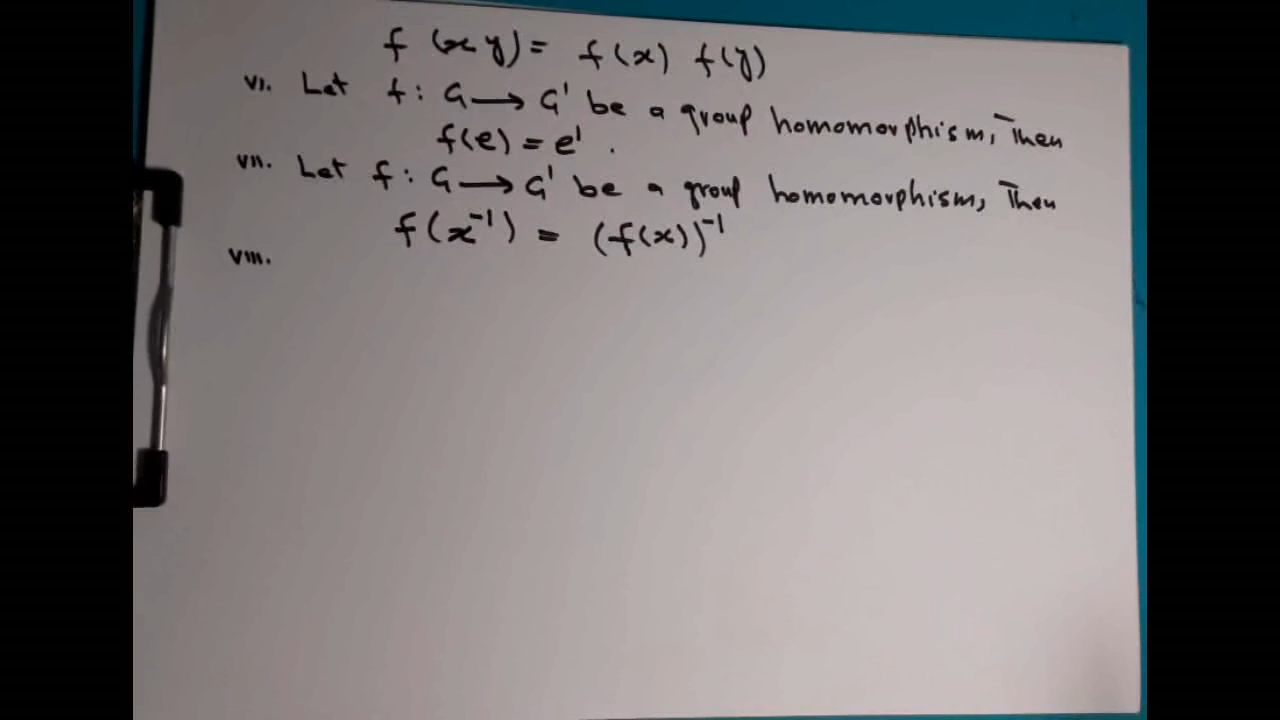 f (xy) = f(x) f(y)
vi. Let f : G → G' be a group homomorphism, Then
f(e) = e' .
vii. Let f : G → G' be a group homomorphism, Then
f(x⁻¹) = (f(x))⁻¹
viii.